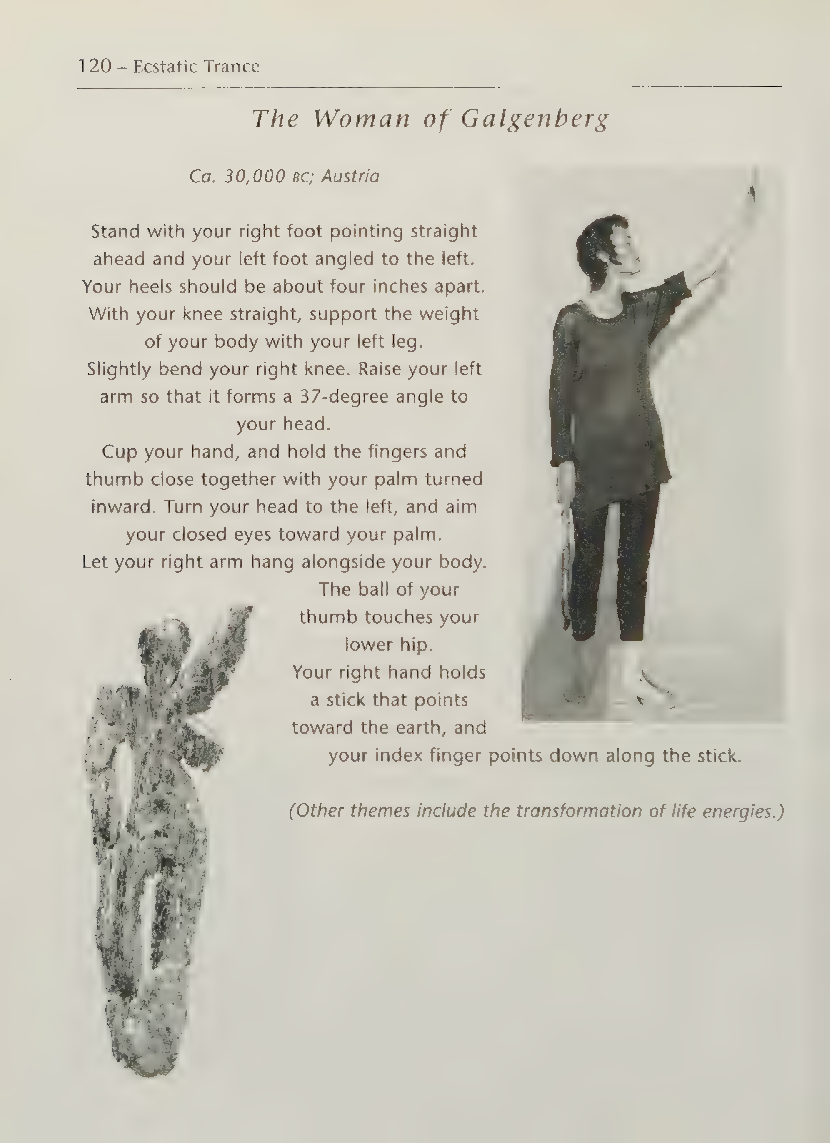 120 – Ecstatic Trance
The Woman of Galgenberg
Ca. 30,000 BC; Austria
Stand with your right foot pointing straight
ahead and your left foot angled to the left.
Your heels should be about four inches apart.
With your knee straight, support the weight
of your body with your left leg.
Slightly bend your right knee. Raise your left
arm so that it forms a 37-degree angle to
your head.
Cup your hand, and hold the fingers and
thumb close together with your palm turned
inward. Turn your head to the left, and aim
your closed eyes toward your palm.
Let your right arm hang alongside your body.
The ball of your
thumb touches your
lower hip.
Your right hand holds
a stick that points
toward the earth, and
your index finger points down along the stick.
(Other themes include the transformation of life energies.)